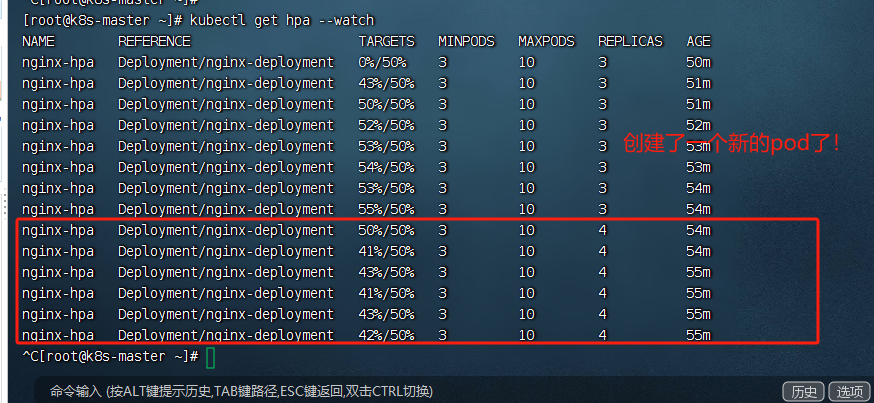 ^C[root@k8s-master ~]#
[root@k8s-master ~]# kubectl get hpa --watch
NAME REFERENCE TARGETS MINPODS MAXPODS REPLICAS AGE
nginx-hpa Deployment/nginx-deployment 0%/50% 3 10 3 50m
nginx-hpa Deployment/nginx-deployment 43%/50% 3 10 3 51m
nginx-hpa Deployment/nginx-deployment 50%/50% 3 10 3 51m
nginx-hpa Deployment/nginx-deployment 52%/50% 3 10 3 52m
创建了一个新的pod了！
nginx-hpa Deployment/nginx-deployment 53%/50% 3 10 3 53m
nginx-hpa Deployment/nginx-deployment 54%/50% 3 10 3 53m
nginx-hpa Deployment/nginx-deployment 53%/50% 3 10 3 54m
nginx-hpa Deployment/nginx-deployment 55%/50% 3 10 3 54m
nginx-hpa Deployment/nginx-deployment 50%/50% 3 10 4 54m
nginx-hpa Deployment/nginx-deployment 41%/50% 3 10 4 54m
nginx-hpa Deployment/nginx-deployment 43%/50% 3 10 4 55m
nginx-hpa Deployment/nginx-deployment 41%/50% 3 10 4 55m
nginx-hpa Deployment/nginx-deployment 43%/50% 3 10 4 55m
nginx-hpa Deployment/nginx-deployment 42%/50% 3 10 4 55m
^C[root@k8s-master ~]#
命令输入 (按ALT键提示历史,TAB键路径,ESC键返回,双击CTRL切换) 历史 选项